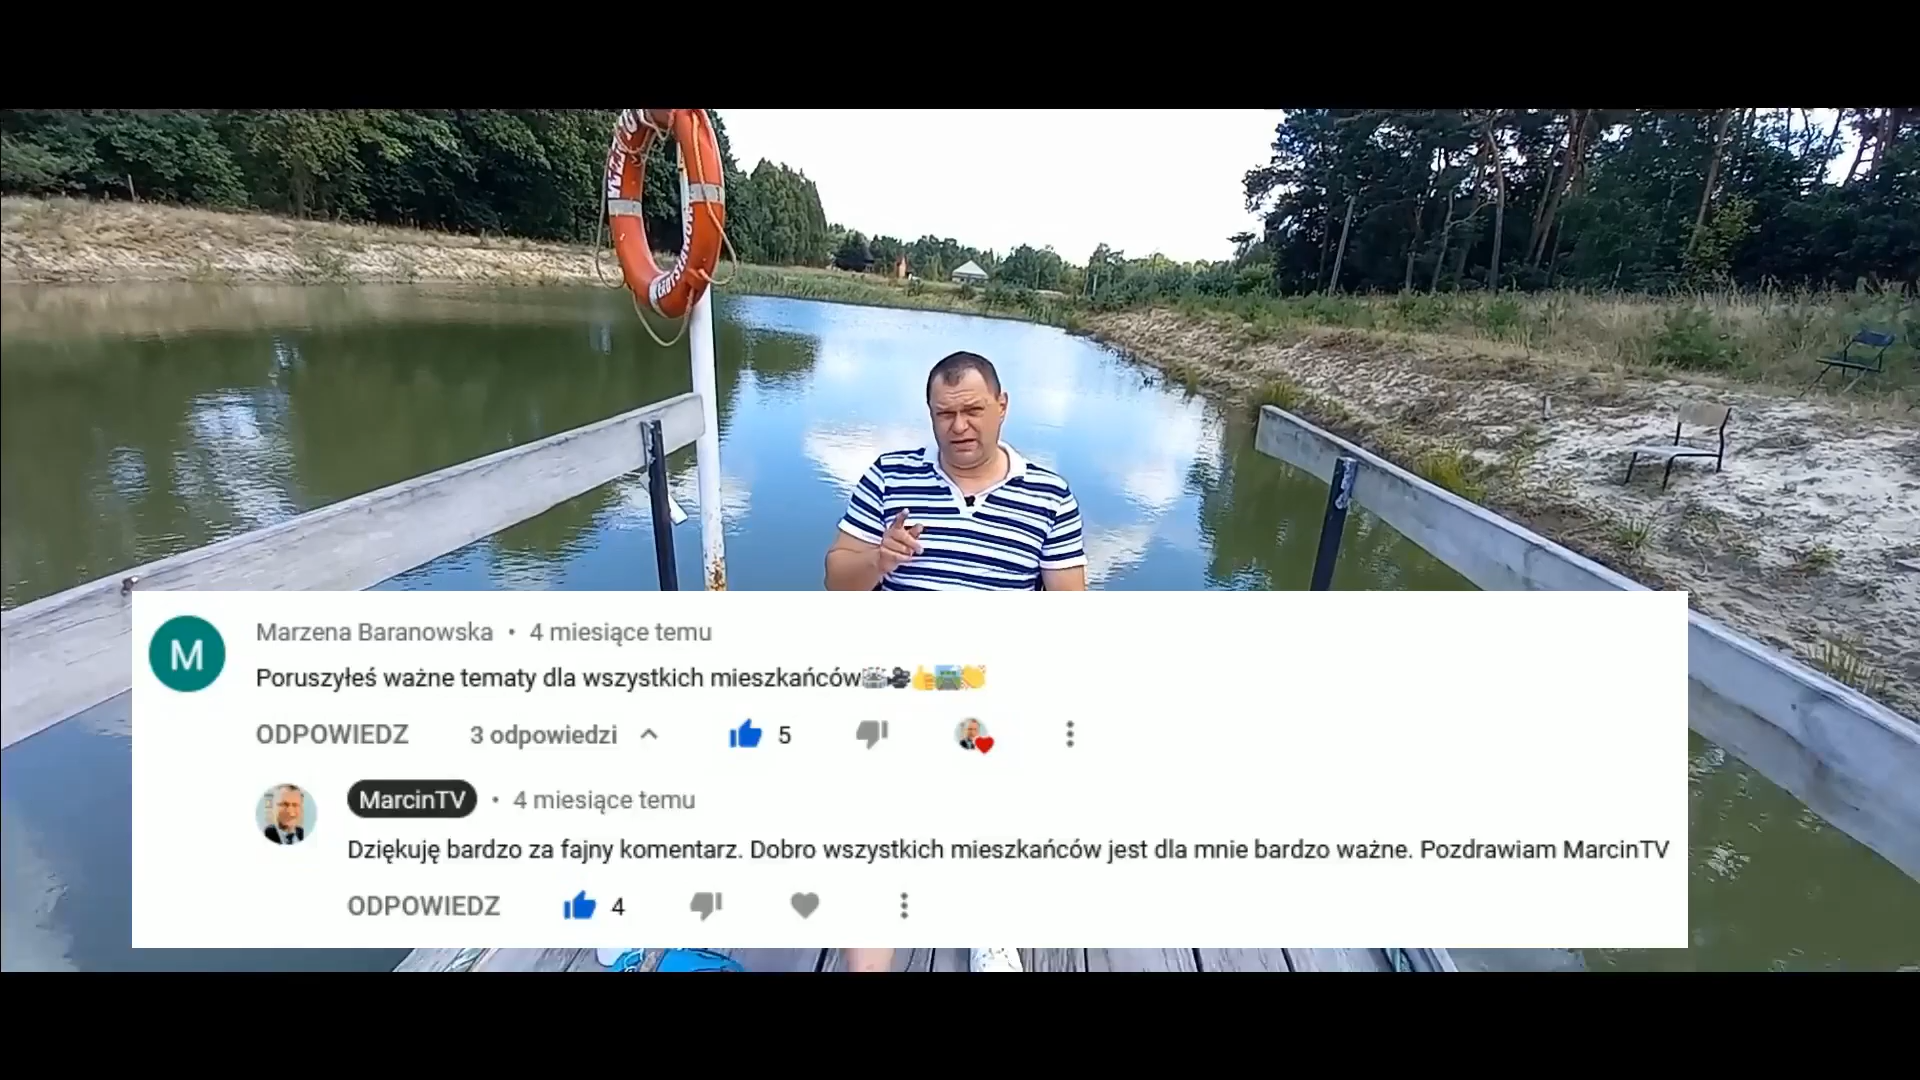 Marzena Baranowska • 4 miesiące temu
M
Poruszyłeś ważne tematy dla wszystkich mieszkańców
ODPOWIEDZ 3 odpowiedzi 5
MarcinTV • 4 miesiące temu
Dziękuję bardzo za fajny komentarz. Dobro wszystkich mieszkańców jest dla mnie bardzo ważne. Pozdrawiam MarcinTV
ODPOWIEDZ 4